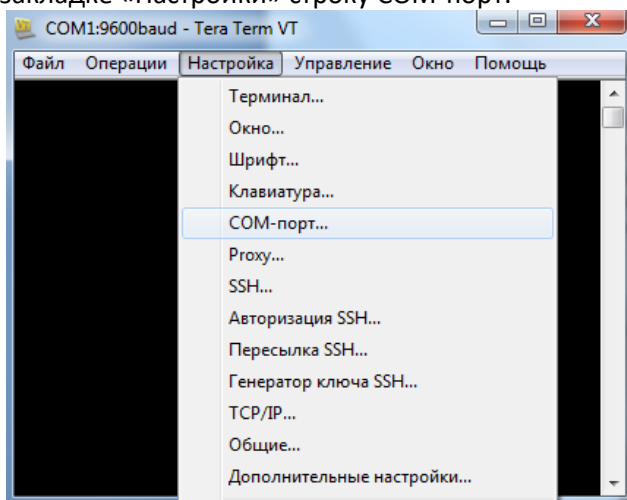 закладке «Настройки» строку COM-порт.
COM1:9600baud - Tera Term VT
Файл Операции Настройка Управление Окно Помощь
Терминал...
Окно...
Шрифт...
Клавиатура...
COM-порт...
Proxy...
SSH...
Авторизация SSH...
Пересылка SSH...
Генератор ключа SSH...
TCP/IP...
Общие...
Дополнительные настройки...